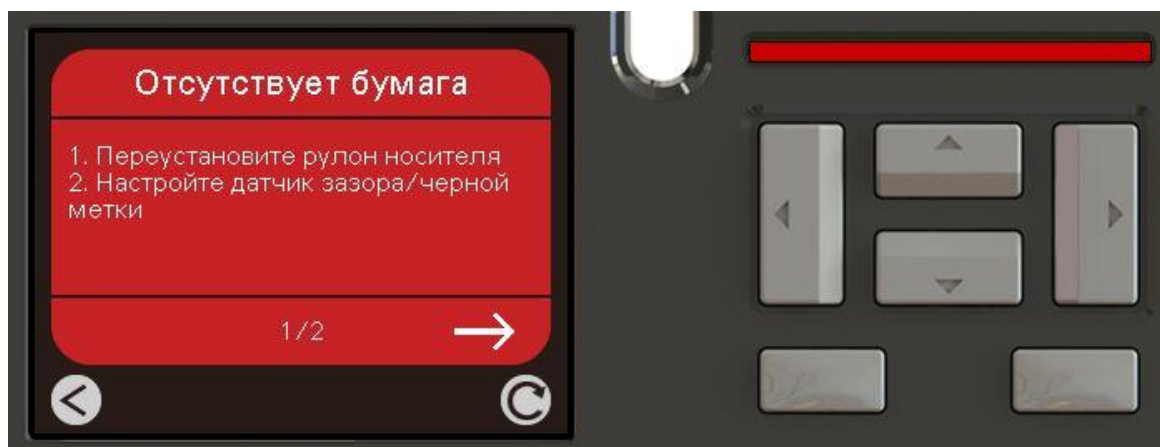 Отсутствует бумага
1. Переустановите рулон носителя
2. Настройте датчик зазора/черной
метки
1/2